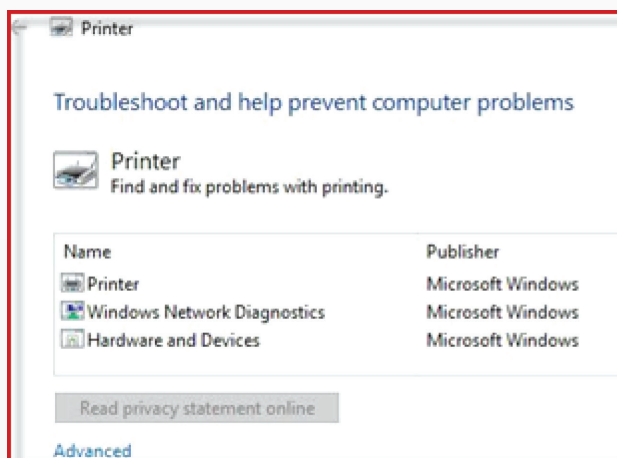 Printer
Troubleshoot and help prevent computer problems
Printer
Find and fix problems with printing.
Name Publisher
Printer Microsoft Windows
Windows Network Diagnostics Microsoft Windows
Hardware and Devices Microsoft Windows
Read privacy statement online
Advanced